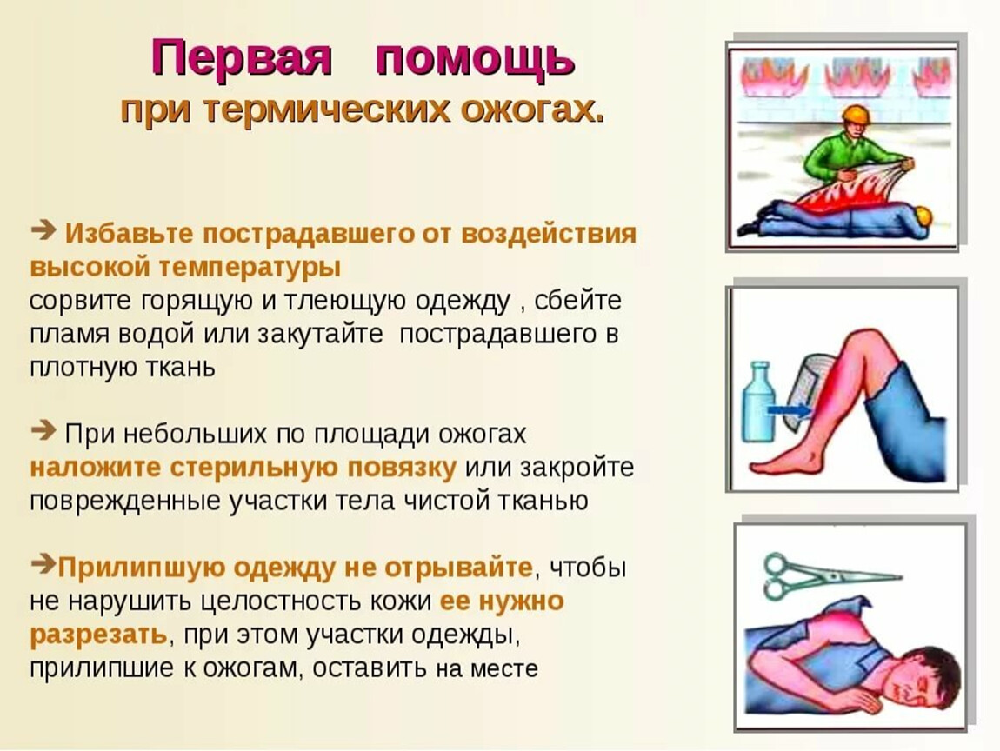 Первая помощь
при термических ожогах.
➔ Избавьте пострадавшего от воздействия
высокой температуры
сорвите горящую и тлеющую одежду , сбейте
пламя водой или закутайте пострадавшего в
плотную ткань
➔ При небольших по площади ожогах
наложите стерильную повязку или закройте
поврежденные участки тела чистой тканью
➔Прилипшую одежду не отрывайте, чтобы
не нарушить целостность кожи ее нужно
разрезать, при этом участки одежды,
прилипшие к ожогам, оставить на месте